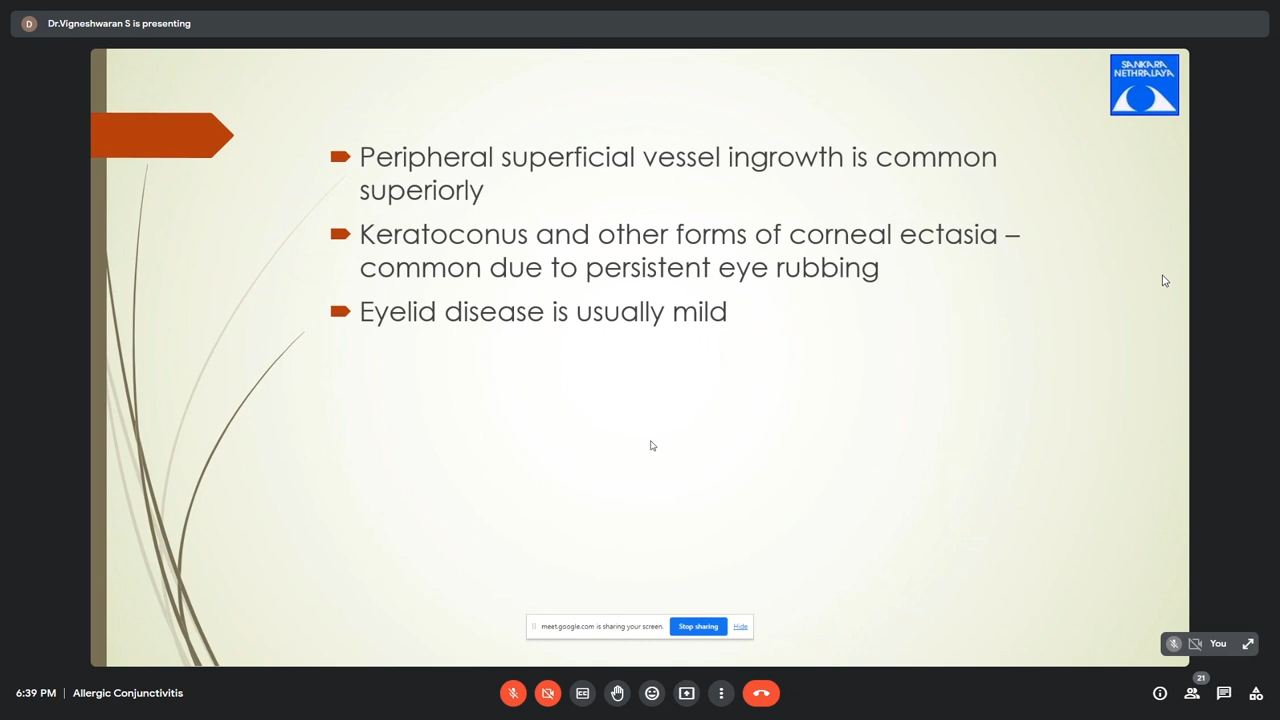 D
Dr.Vigneshwaran S is presenting
SANKARA
NETHRALAYA
Peripheral superficial vessel ingrowth is common
superiorly
Keratoconus and other forms of corneal ectasia –
common due to persistent eye rubbing
Eyelid disease is usually mild
meet.google.com is sharing your screen.
Stop sharing
Hide
You
21
6:39 PM | Allergic Conjunctivitis